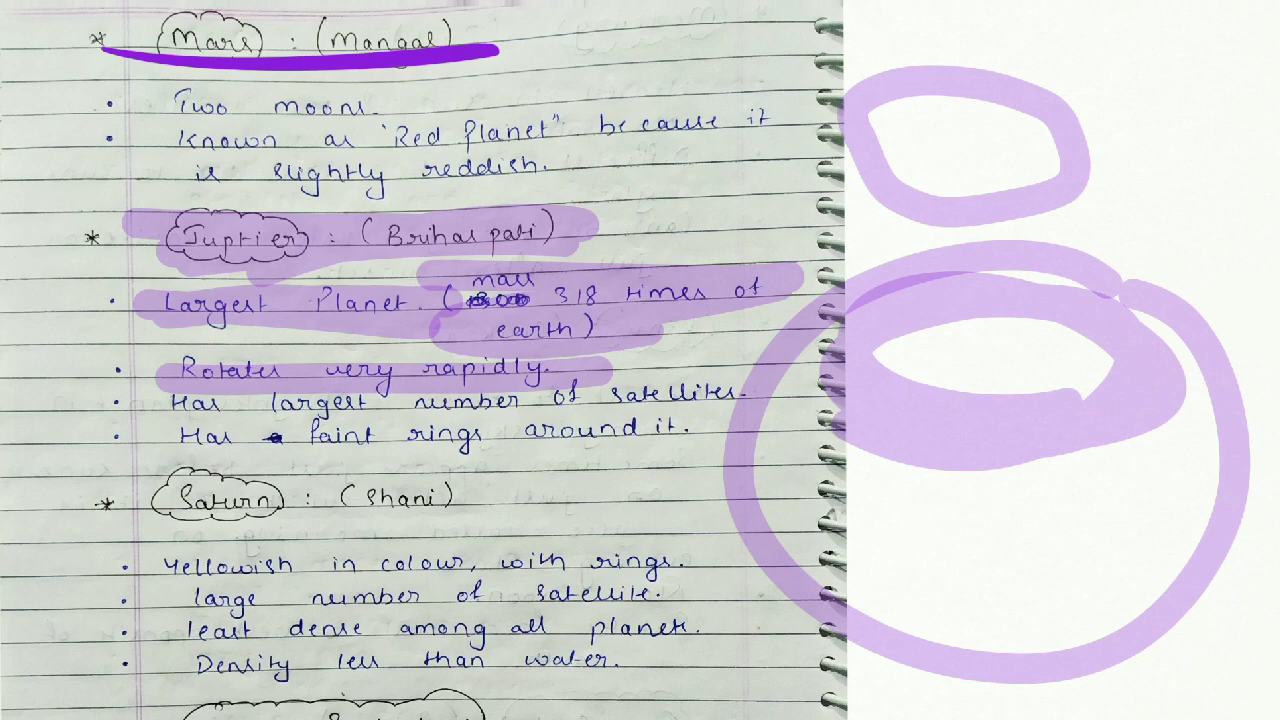 * Mars : (Mangal)
• Two moons.
• Known as "Red Planet" because it
is slightly reddish.
* Juptier : (Brihaspati)
mass
• Largest Planet. ( 318 times of
earth)
• Rotates very rapidly.
• Has largest number of satellites.
• Has faint rings around it.
* Saturn : (Shani)
• Yellowish in colour, with rings.
• large number of satellite.
• least dense among all planets.
• Density less than water.